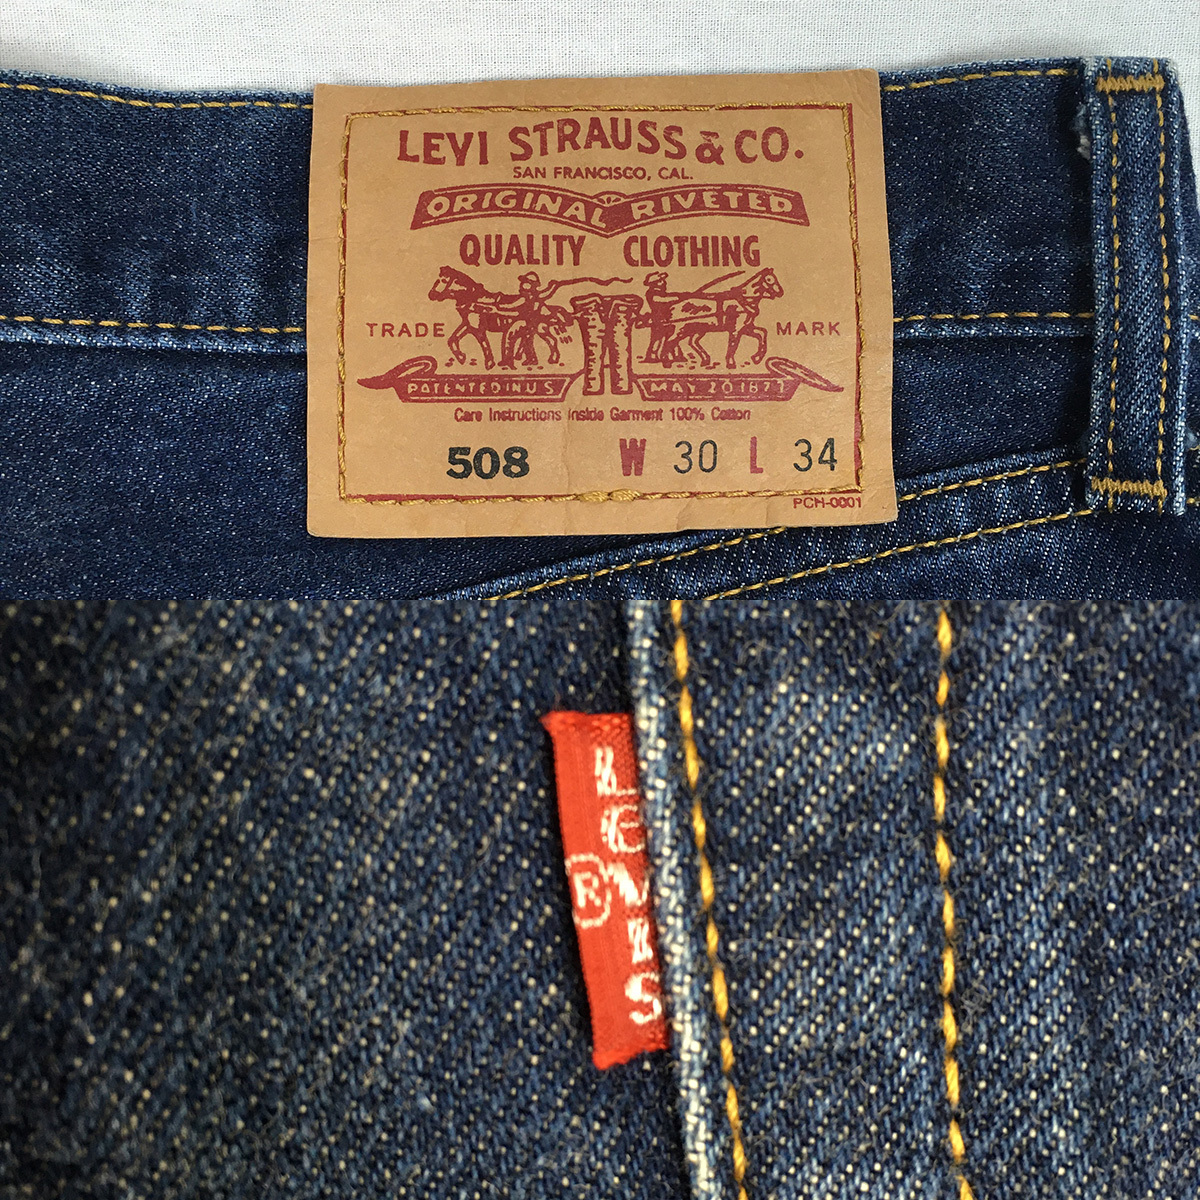 LEVI STRAUSS & CO.
SAN FRANCISCO, CAL.
ORIGINAL RIVETED
QUALITY CLOTHING
TRADE MARK
PATENTED IN U S MAY 20 1873
Care Instructions Inside Garment 100% Cotton
508 W 30 L 34
PCH-0001
LEVI'S
®